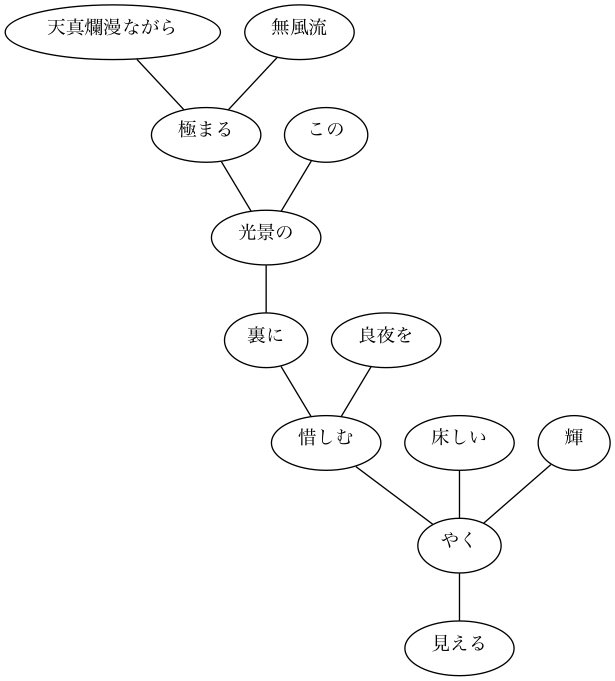 天真爛漫ながら
無風流
極まる
この
光景の
裏に
良夜を
惜しむ
床しい
輝
やく
見える